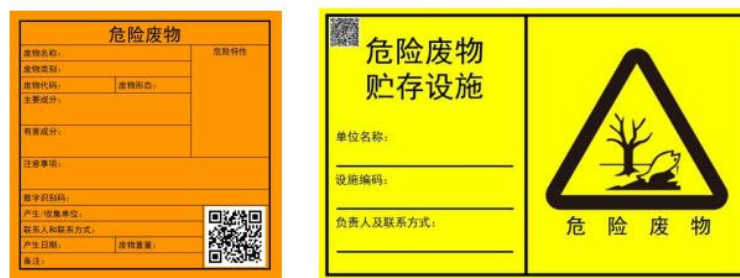 危险废物
废物名称：
危险特性
废物类别：
废物代码：
废物形态：
主要成分：
有害成分：
注意事项：
数字识别码：
产生/收集单位：
联系人和联系方式：
产生日期：
废物重量：
备注：
危险废物
贮存设施
单位名称：
设施编码：
负责人及联系方式：
危险废物